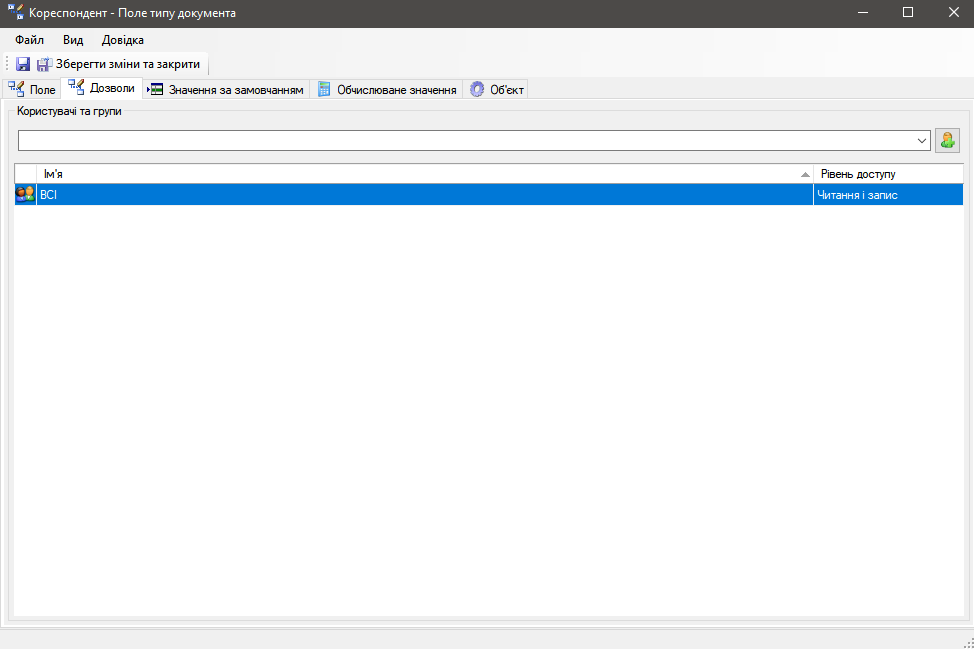 Кореспондент - Поле типу документа
Файл Вид Довідка
Зберегти зміни та закрити
Поле Дозволи Значення за замовчанням Обчислюване значення Об'єкт
Користувачі та групи
Ім'я Рівень доступу
ВСІ Читання і запис